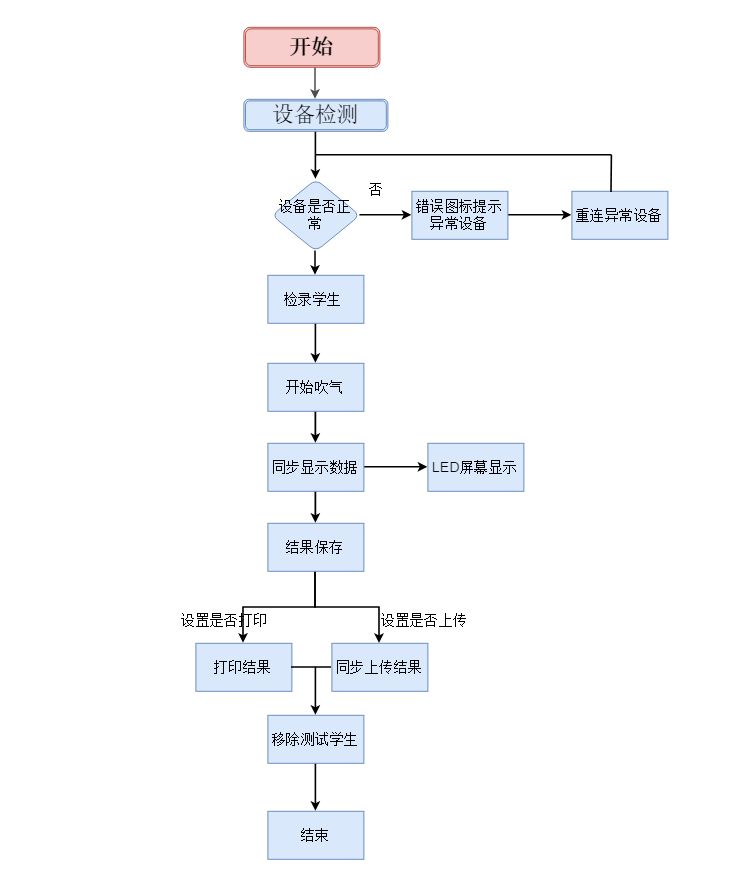 开始
设备检测
否
设备是否正
常
错误图标提示
异常设备
重连异常设备
检录学生
开始吹气
同步显示数据
LED屏幕显示
结果保存
设置是否打印
设置是否上传
打印结果
同步上传结果
移除测试学生
结束